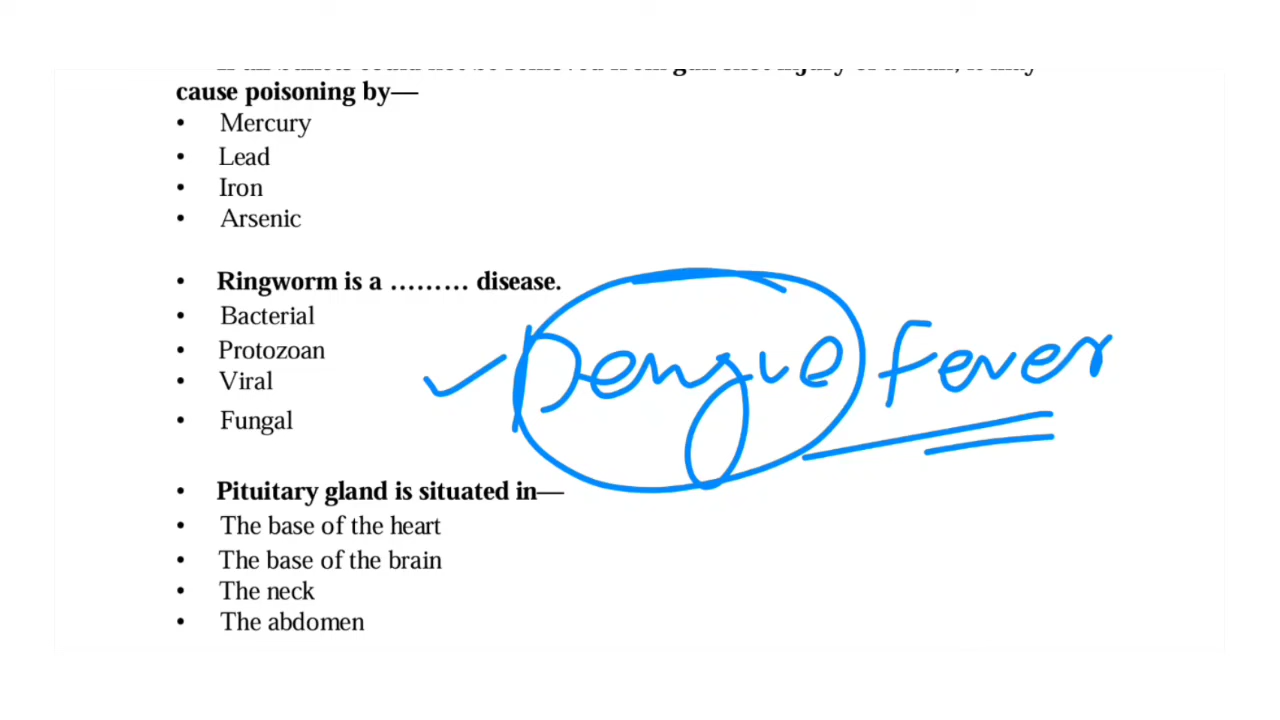 cause poisoning by—
• Mercury
• Lead
• Iron
• Arsenic
• Ringworm is a ......... disease.
• Bacterial
• Protozoan
• Viral
• Fungal
Dengue fever
• Pituitary gland is situated in—
• The base of the heart
• The base of the brain
• The neck
• The abdomen